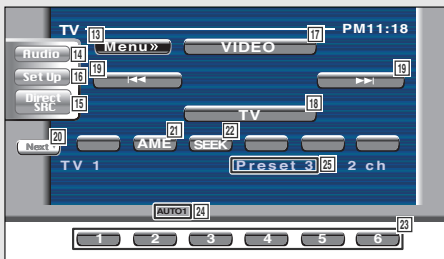 TV PM11:18
13 17
Menu» VIDEO
Audio 14
19 19
Set Up 16
Direct SRC 15
18
TV
20 21 22
Next AME SEEK
TV 1 Preset 3 25 2 ch
AUTO1 24
23
1 2 3 4 5 6